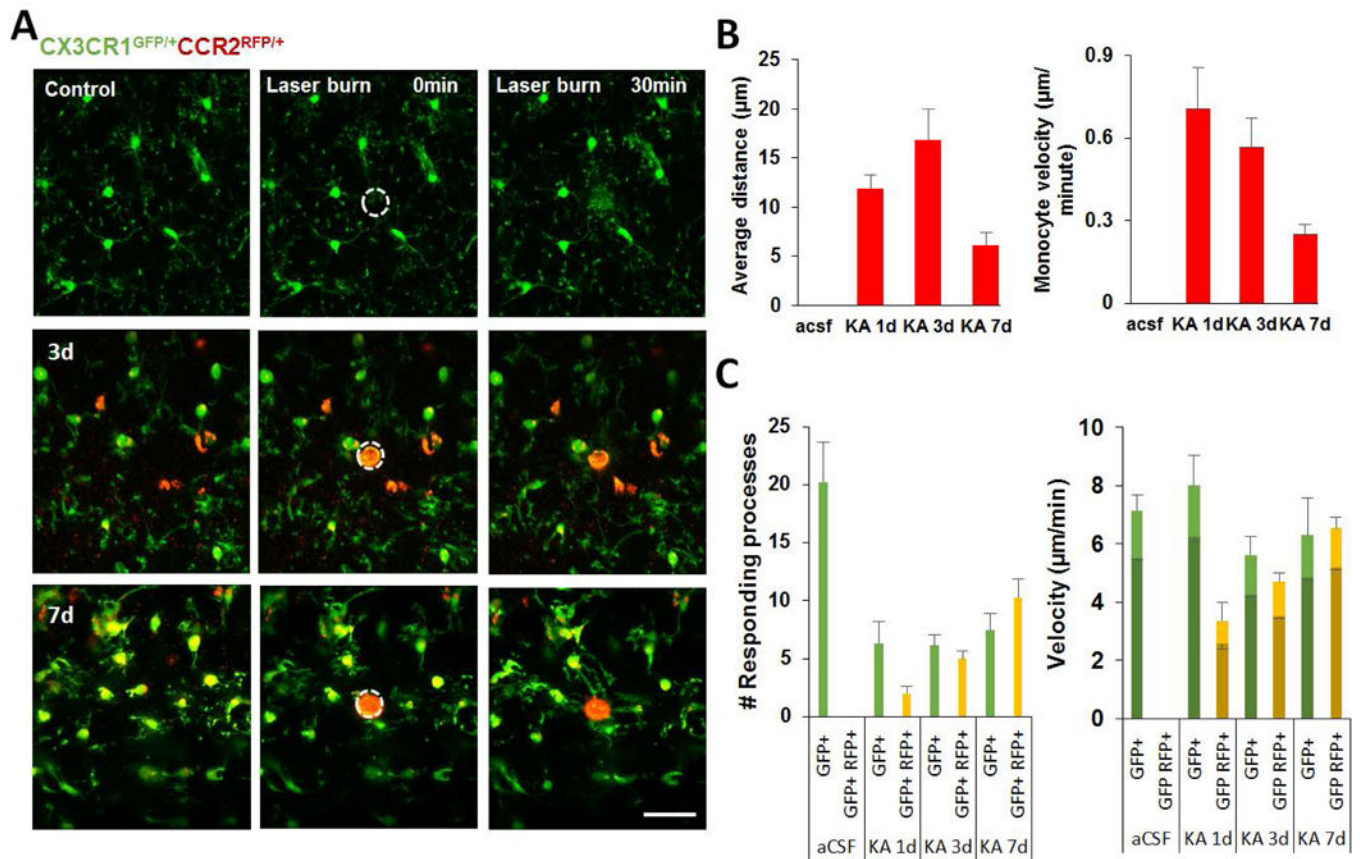 A
CX3CR1GFP/+CCR2RFP/+
Control
Laser burn 0min
Laser burn 30min
3d
7d
B
Average distance (µm)
25
20
15
10
5
0
acsf KA 1d KA 3d KA 7d
Monocyte velocity (µm/
minute)
0.9
0.6
0.3
0
acsf KA 1d KA 3d KA 7d
C
# Responding processes
25
20
15
10
5
0
GFP+
GFP+ RFP+
GFP+
GFP+ RFP+
GFP+
GFP+ RFP+
GFP+
GFP+ RFP+
aCSF KA 1d KA 3d KA 7d
Velocity (µm/min)
10
8
6
4
2
0
GFP+
GFP RFP+
GFP+
GFP RFP+
GFP+
GFP RFP+
GFP+
GFP RFP+
aCSF KA 1d KA 3d KA 7d